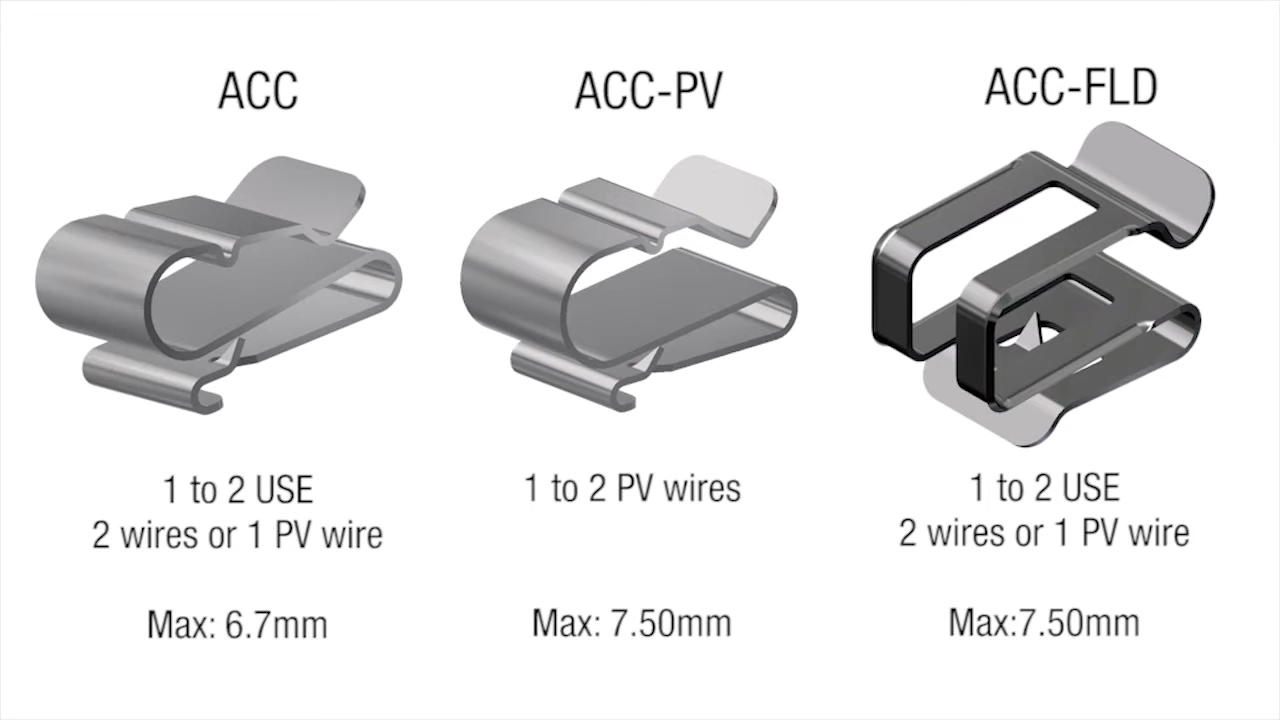 ACC
ACC-PV
ACC-FLD
1 to 2 USE
2 wires or 1 PV wire
1 to 2 PV wires
1 to 2 USE
2 wires or 1 PV wire
Max: 6.7mm
Max: 7.50mm
Max:7.50mm